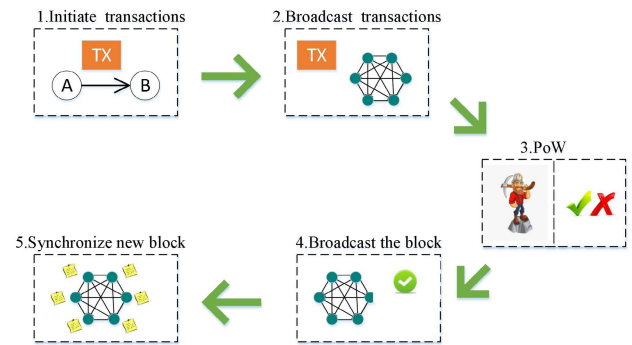 1.Initiate transactions
2.Broadcast transactions
TX
A
B
TX
3.PoW
5.Synchronize new block
4.Broadcast the block